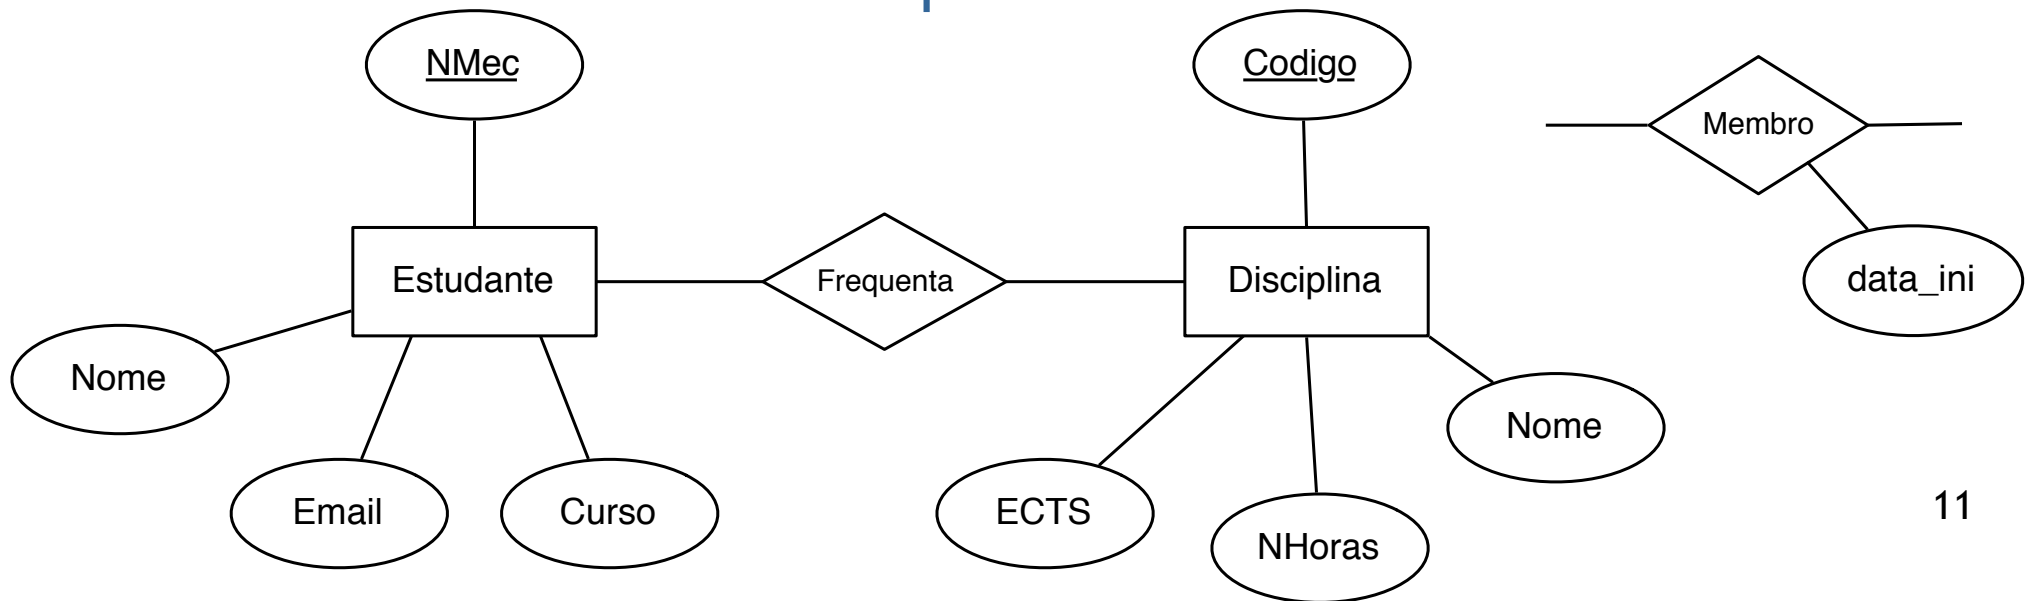 NMec
Codigo
Membro
Estudante
Frequenta
Disciplina
data_ini
Nome
Nome
Email
Curso
ECTS
NHoras
11